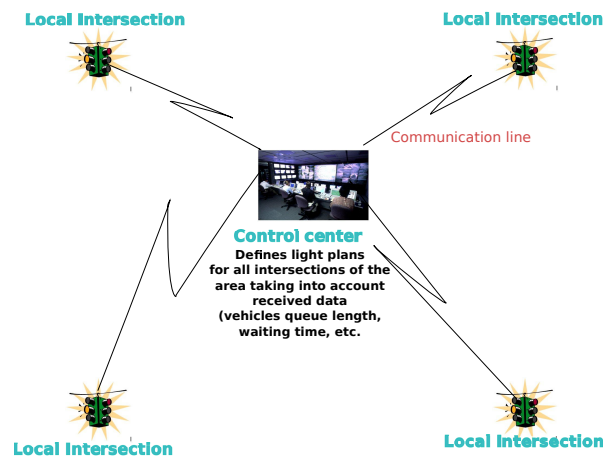 Local Intersection
Local Intersection
Communication line
Control center
Defines light plans
for all intersections of the
area taking into account
received data
(vehicles queue length,
waiting time, etc.
Local Intersection
Local Intersection